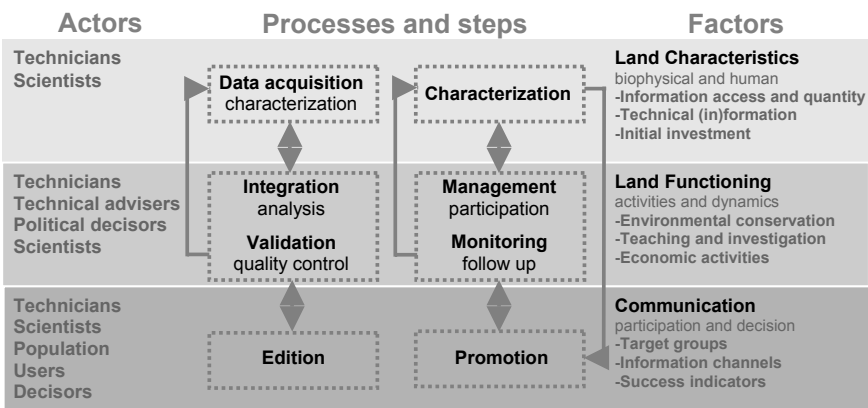 Actors
Processes and steps
Factors
Technicians
Scientists
Data acquisition
characterization
Characterization
Land Characteristics
biophysical and human
-Information access and quantity
-Technical (in)formation
-Initial investment
Technicians
Technical advisers
Political decisors
Scientists
Integration
analysis
Validation
quality control
Management
participation
Monitoring
follow up
Land Functioning
activities and dynamics
-Environmental conservation
-Teaching and investigation
-Economic activities
Technicians
Scientists
Population
Users
Decisors
Edition
Promotion
Communication
participation and decision
-Target groups
-Information channels
-Success indicators